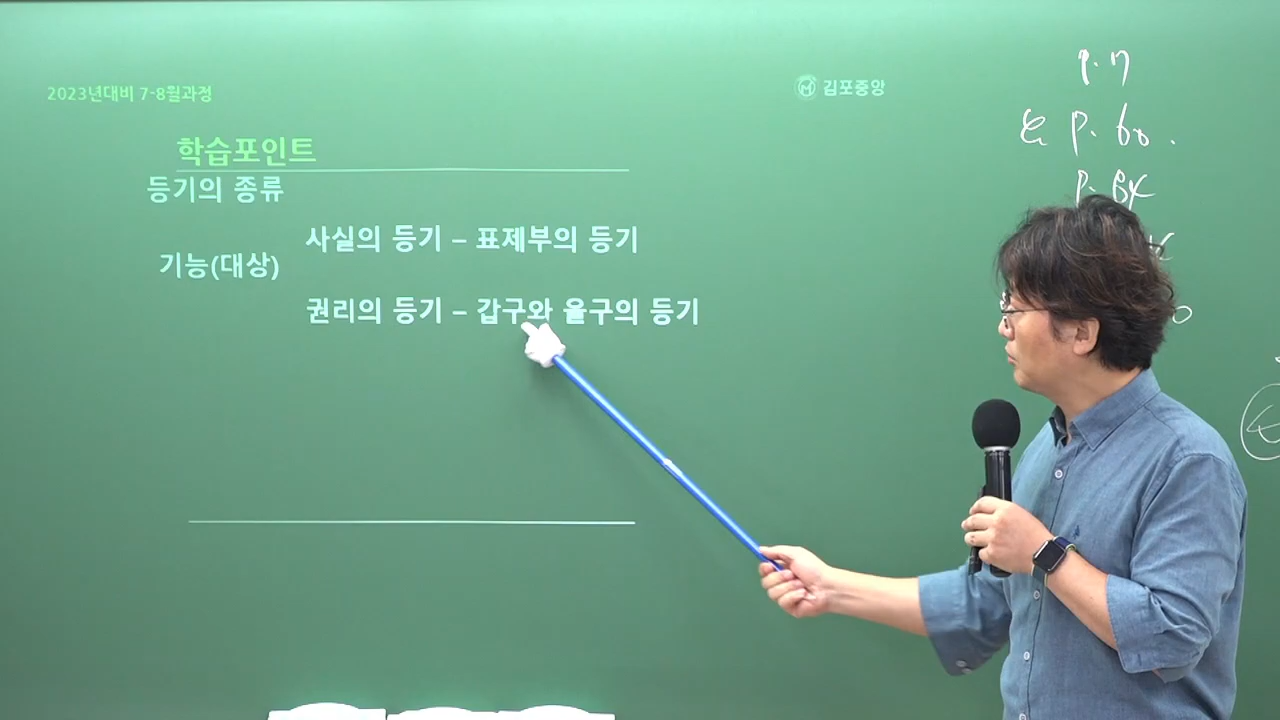 2023년대비 7-8월과정
김포중앙
학습포인트
등기의 종류
사실의 등기 – 표제부의 등기
기능(대상)
권리의 등기 – 갑구와 을구의 등기
P. 7
P. 60.